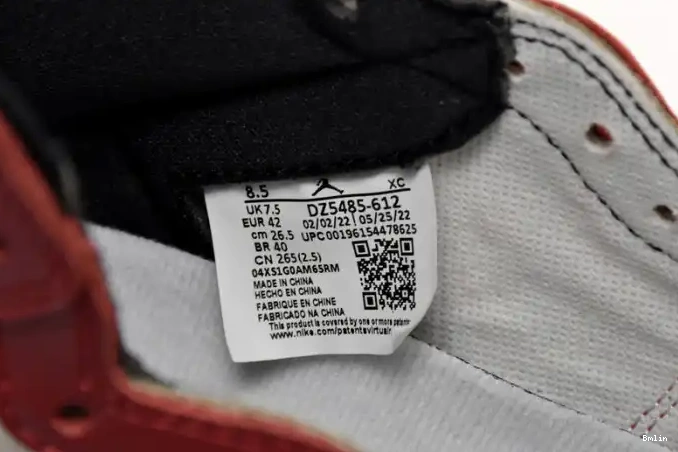 8.5 XC
UK 7.5 DZ5485-612
EUR 42 02/02/22 05/25/22
cm 26.5 UPC00196154478625
BR 40
CN 265(2.5)
04XS1G0AM6SRM
MADE IN CHINA
HECHO EN CHINA
FABRIQUE EN CHINE
FABRICADO NA CHINA
This product is covered by one or more patents
www.nike.com/patentsvirtual
Bmlin